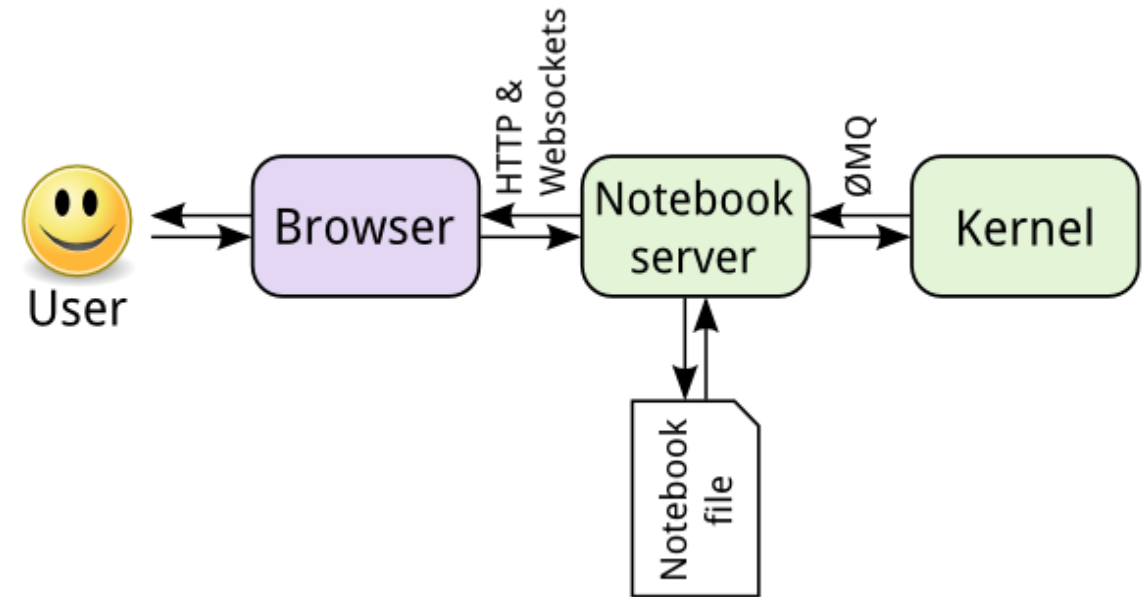 User
Browser
HTTP &
Websockets
Notebook
server
ØMQ
Kernel
Notebook
file